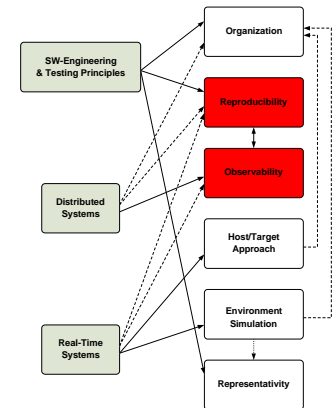 Organization
SW-Engineering
& Testing Principles
Reproducibility
Observability
Distributed
Systems
Host/Target
Approach
Environment
Simulation
Real-Time
Systems
Representativity